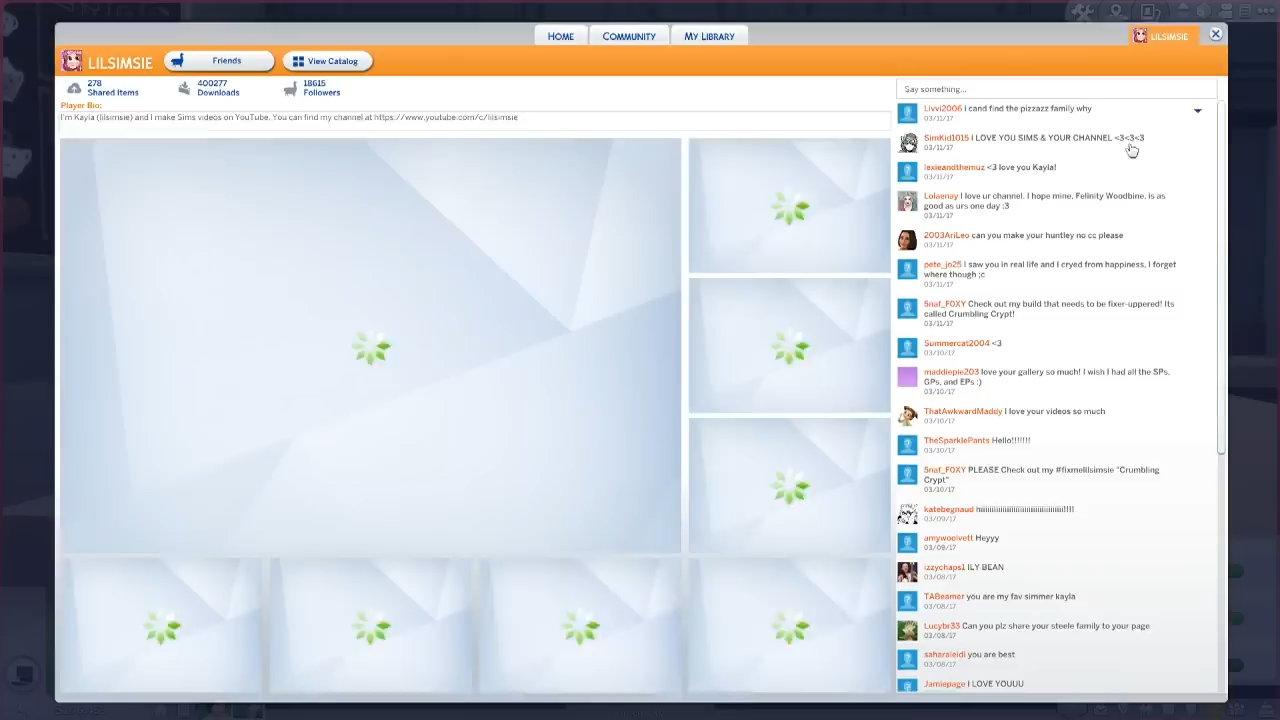 HOME
COMMUNITY
MY LIBRARY
LILSIMSIE
LILSIMSIE
Friends
View Catalog
278
Shared Items
400277
Downloads
18615
Followers
Player Bio:
I'm Kayla (lilsimsie) and I make Sims videos on YouTube. You can find my channel at https://www.youtube.com/c/lilsimsie
Say something...
Livvi2006 i cand find the pizzazz family why
03/11/17
SimKid1015 I LOVE YOU SIMS & YOUR CHANNEL <3<3<3
03/11/17
lexieandthemuz <3 love you Kayla!
03/11/17
Lolaenay I love ur channel. I hope mine, Felinity Woodbine, is as
good as urs one day :3
03/11/17
2003AriLeo can you make your huntley no cc please
03/11/17
pete_jo25 I saw you in real life and I cryed from happiness, I forget
where though ;c
03/11/17
Snaf_F0XY Check out my build that needs to be fixer-uppered! Its
called Crumbling Crypt!
03/11/17
Summercat2004 <3
03/10/17
maddiepie203 love your gallery so much! I wish I had all the SPs,
GPs, and EPs :)
03/10/17
ThatAwkwardMaddy I love your videos so much
03/10/17
TheSparklePants Hello!!!!!!!
03/10/17
Snaf_F0XY PLEASE Check out my #fixmelilsimsie "Crumbling
Crypt"
03/10/17
katebegnaud hiiiiiiiiiiiiiiiiiiiiiiiiiiiiiiiiii!!!!
03/09/17
amywoolvett Heyyy
03/09/17
izzychaps1 ILY BEAN
03/08/17
TABeamer you are my fav simmer kayla
03/08/17
Lucybr33 Can you plz share your steele family to your page
03/08/17
saharaleidi you are best
03/08/17
Jamiepage I LOVE YOUUU